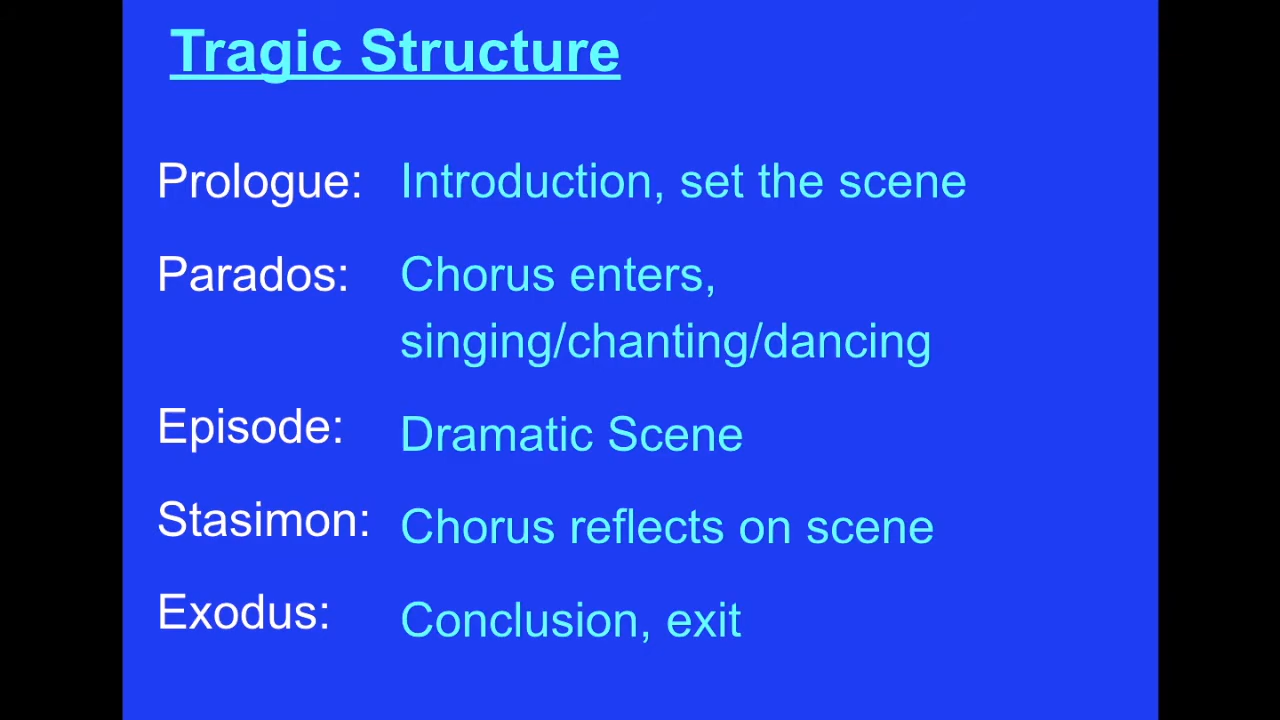 Tragic Structure
Prologue: Introduction, set the scene
Parados: Chorus enters,
singing/chanting/dancing
Episode: Dramatic Scene
Stasimon: Chorus reflects on scene
Exodus: Conclusion, exit